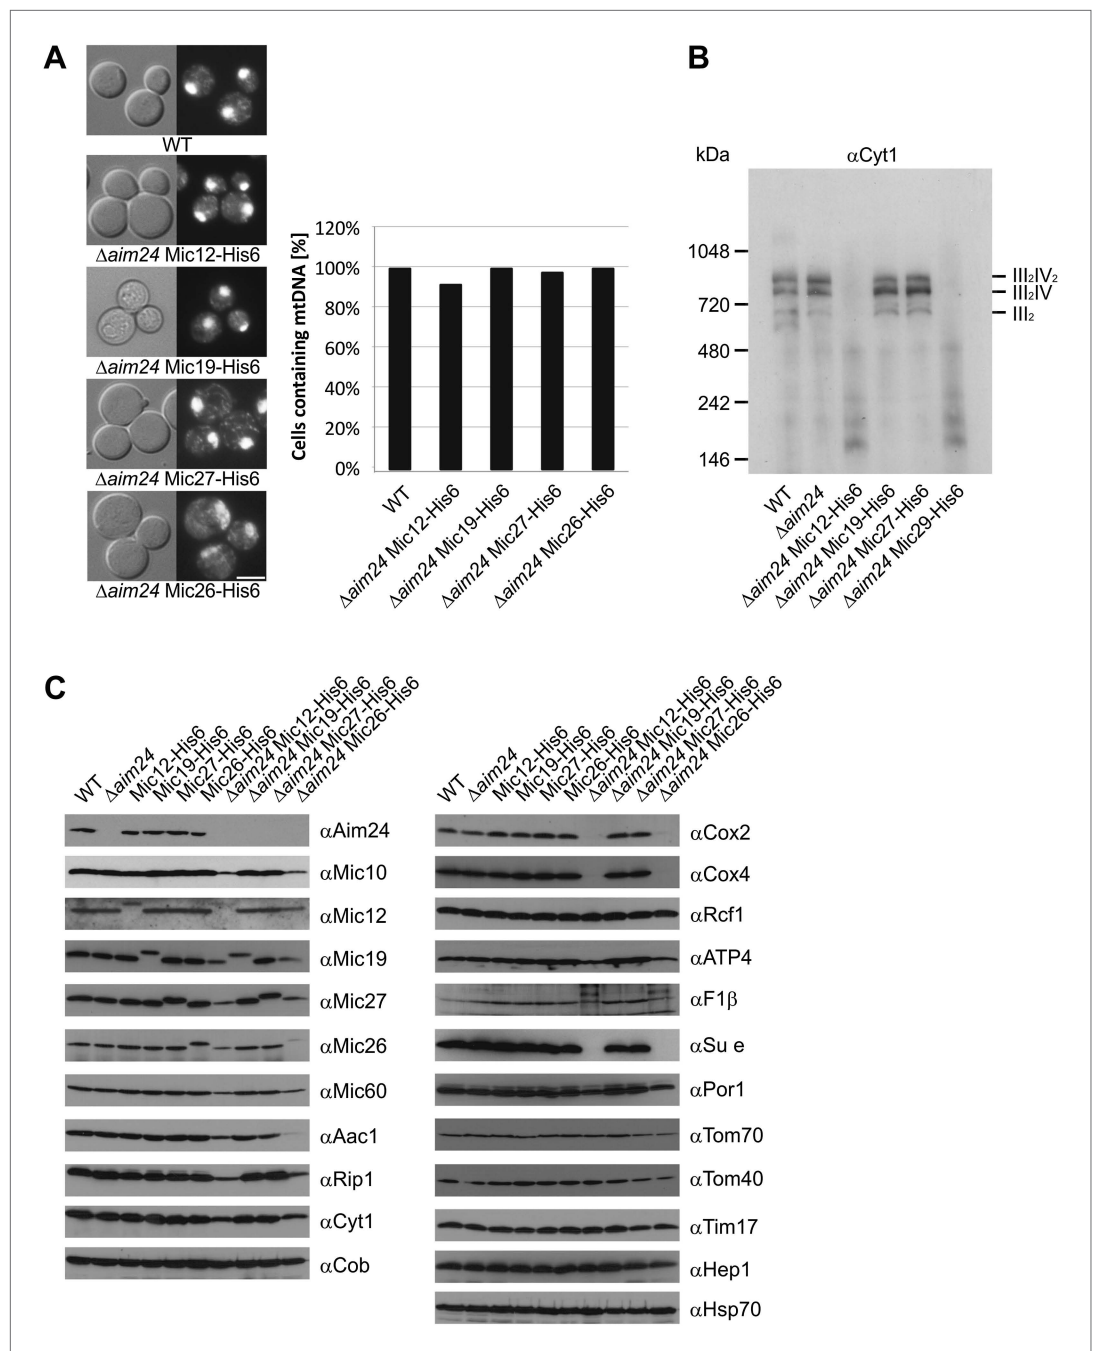 A
WT
Δaim24 Mic12-His6
Δaim24 Mic19-His6
Δaim24 Mic27-His6
Δaim24 Mic26-His6
Cells containing mtDNA [%]
120%
100%
80%
60%
40%
20%
0%
WT
Δaim24 Mic12-His6
Δaim24 Mic19-His6
Δaim24 Mic27-His6
Δaim24 Mic26-His6
B
kDa
αCyt1
1048
720
480
242
146
III₂IV₂
III₂IV
III₂
WT
Δaim24
Δaim24 Mic12-His6
Δaim24 Mic19-His6
Δaim24 Mic27-His6
Δaim24 Mic29-His6
C
WT
Δaim24
Mic12-His6
Mic19-His6
Mic27-His6
Mic26-His6
Δaim24 Mic12-His6
Δaim24 Mic19-His6
Δaim24 Mic27-His6
Δaim24 Mic26-His6
αAim24
αMic10
αMic12
αMic19
αMic27
αMic26
αMic60
αAac1
αRip1
αCyt1
αCob
WT
Δaim24
Mic12-His6
Mic19-His6
Mic27-His6
Mic26-His6
Δaim24 Mic12-His6
Δaim24 Mic19-His6
Δaim24 Mic27-His6
Δaim24 Mic26-His6
αCox2
αCox4
αRcf1
αATP4
αF1β
αSu e
αPor1
αTom70
αTom40
αTim17
αHep1
αHsp70